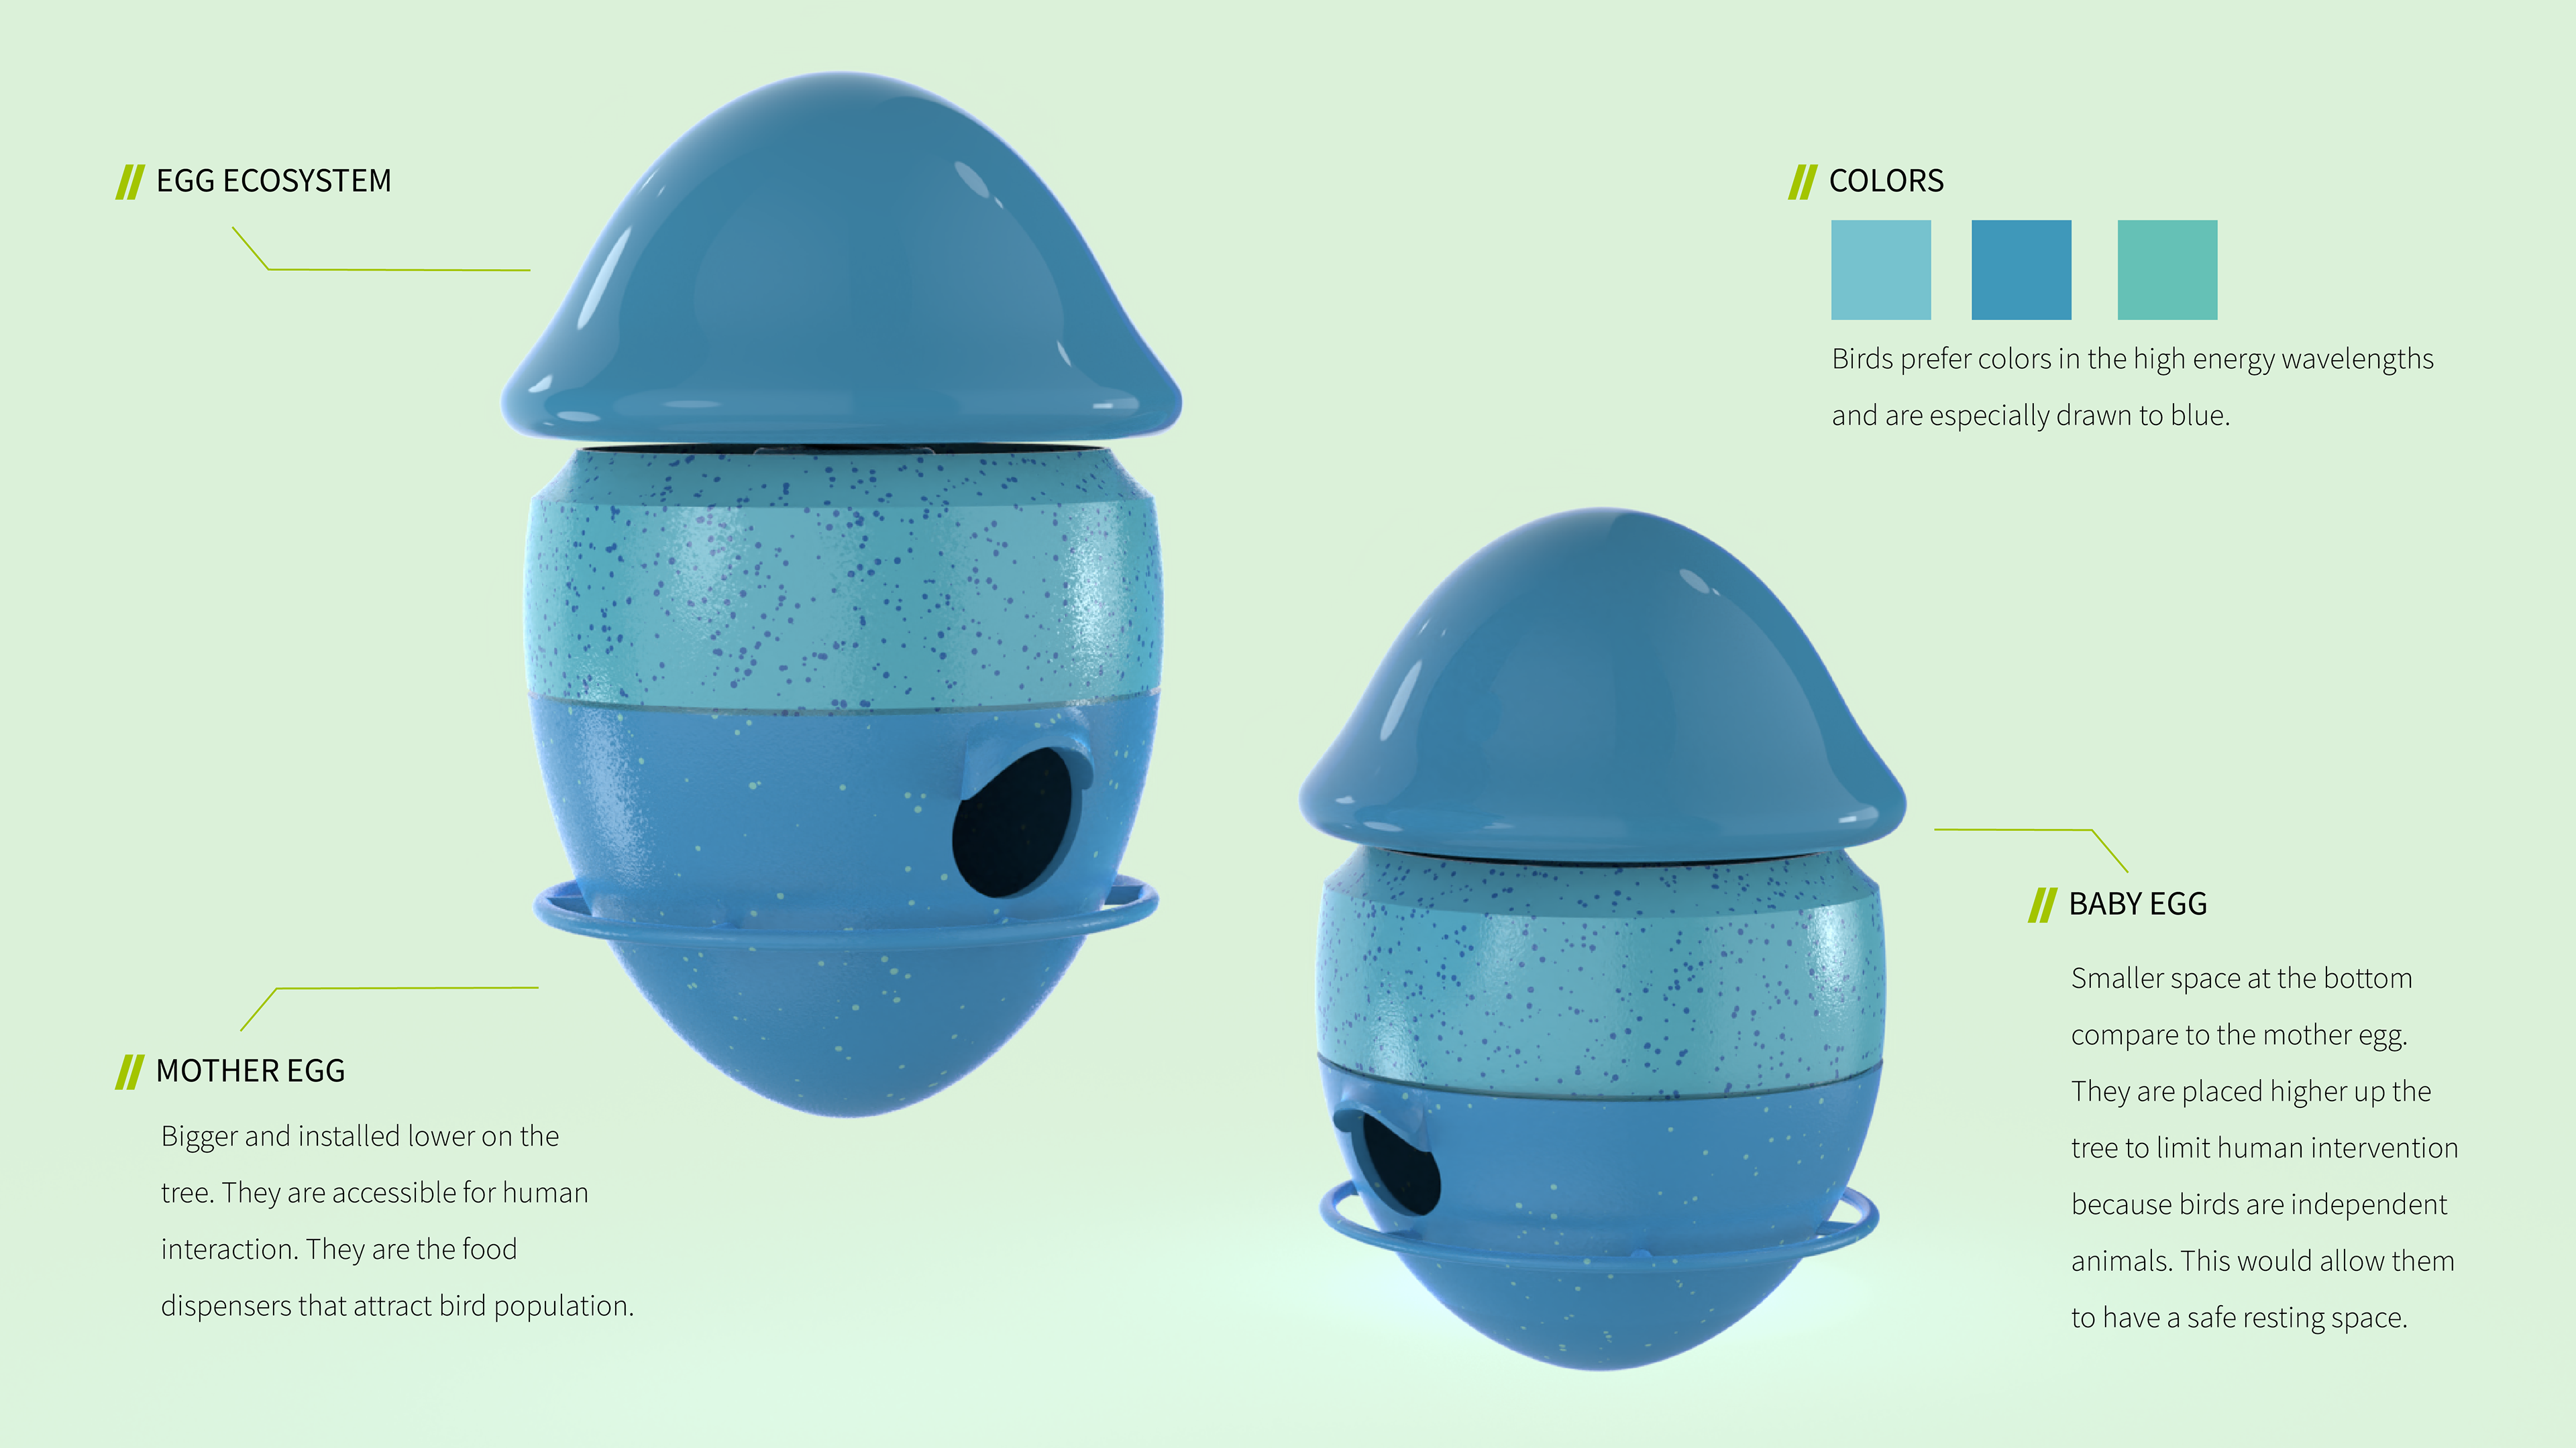 // EGG ECOSYSTEM
// MOTHER EGG
Bigger and installed lower on the
tree. They are accessible for human
interaction. They are the food
dispensers that attract bird population.
// COLORS
Birds prefer colors in the high energy wavelengths
and are especially drawn to blue.
// BABY EGG
Smaller space at the bottom
compare to the mother egg.
They are placed higher up the
tree to limit human intervention
because birds are independent
animals. This would allow them
to have a safe resting space.